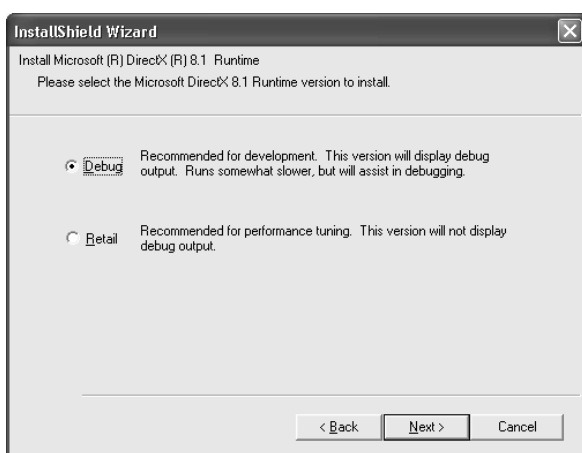 InstallShield Wizard
Install Microsoft (R) DirectX (R) 8.1 Runtime
Please select the Microsoft DirectX 8.1 Runtime version to install.
Debug
Recommended for development. This version will display debug
output. Runs somewhat slower, but will assist in debugging.
Retail
Recommended for performance tuning. This version will not display
debug output.
< Back
Next >
Cancel